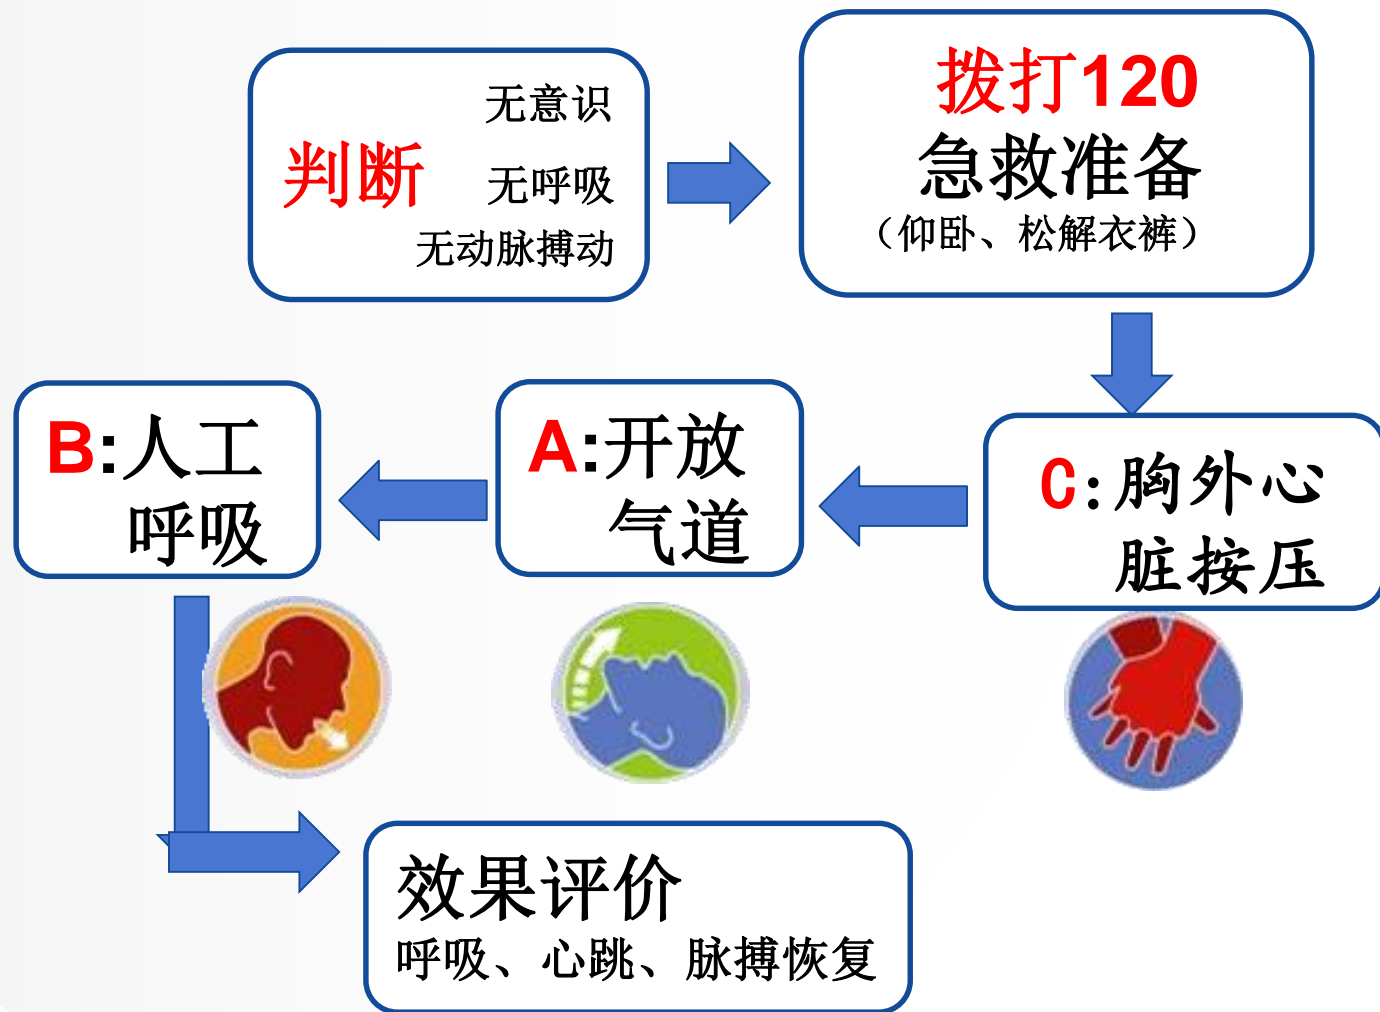 无意识
判断 无呼吸
无动脉搏动
拨打120
急救准备
（仰卧、松解衣裤）
C:胸外心
脏按压
A:开放
气道
B:人工
呼吸
效果评价
呼吸、心跳、脉搏恢复